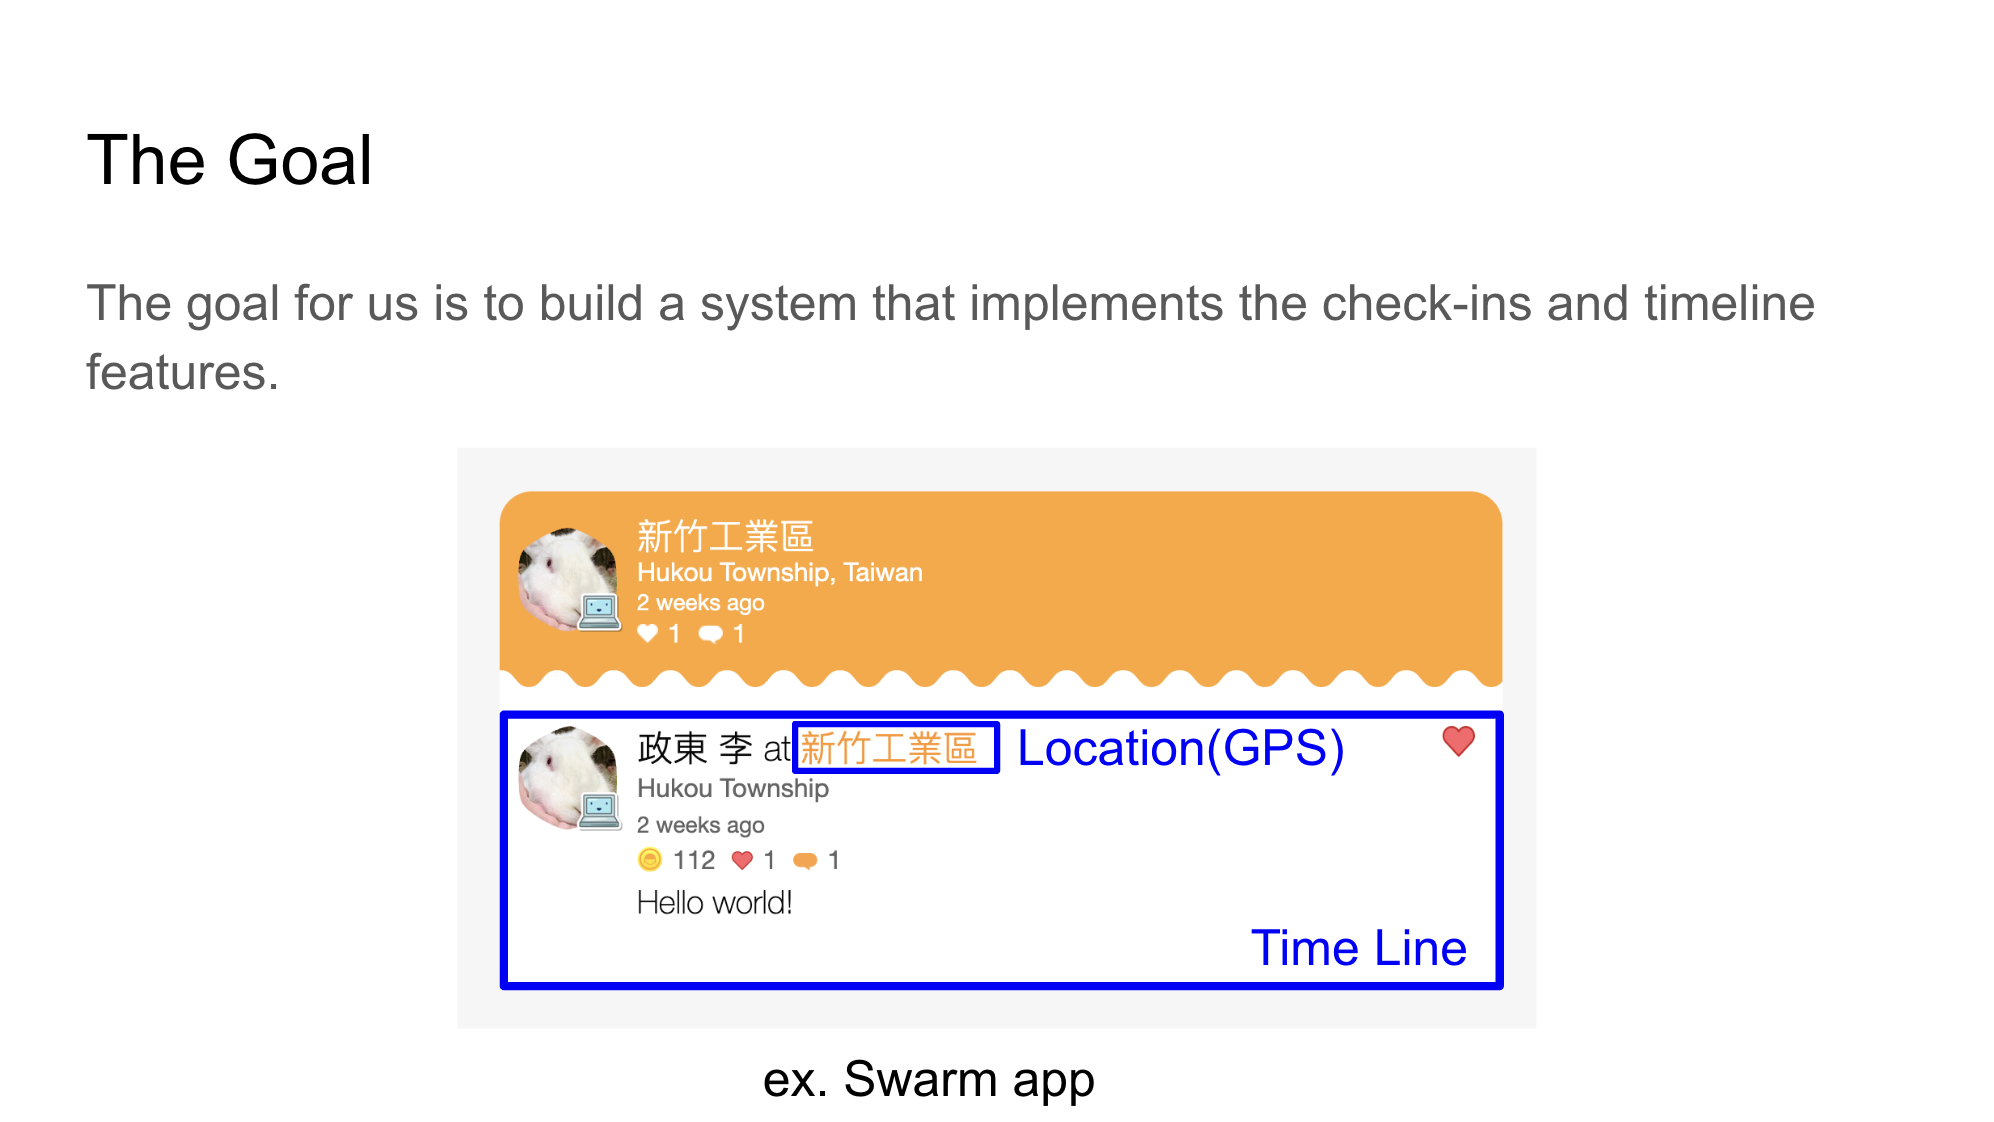 The Goal
The goal for us is to build a system that implements the check-ins and timeline
features.
新竹工業區
Hukou Township, Taiwan
2 weeks ago
1 1
政東 李 at 新竹工業區 Location(GPS)
Hukou Township
2 weeks ago
112 1 1
Hello world!
Time Line
ex. Swarm app